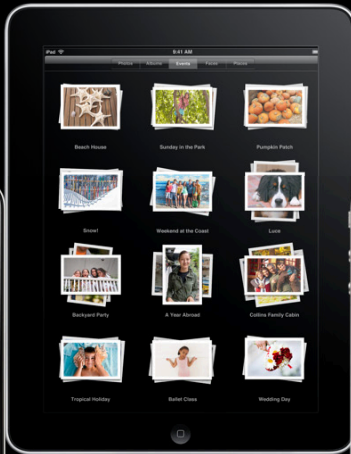 iPad 9:41 AM
Photos Albums Events Faces Places
Beach House Sunday in the Park Pumpkin Patch
Snow! Weekend at the Coast Luca
Backyard Party A Year Abroad Collins Family Cabin
Tropical Holiday Ballet Class Wedding Day